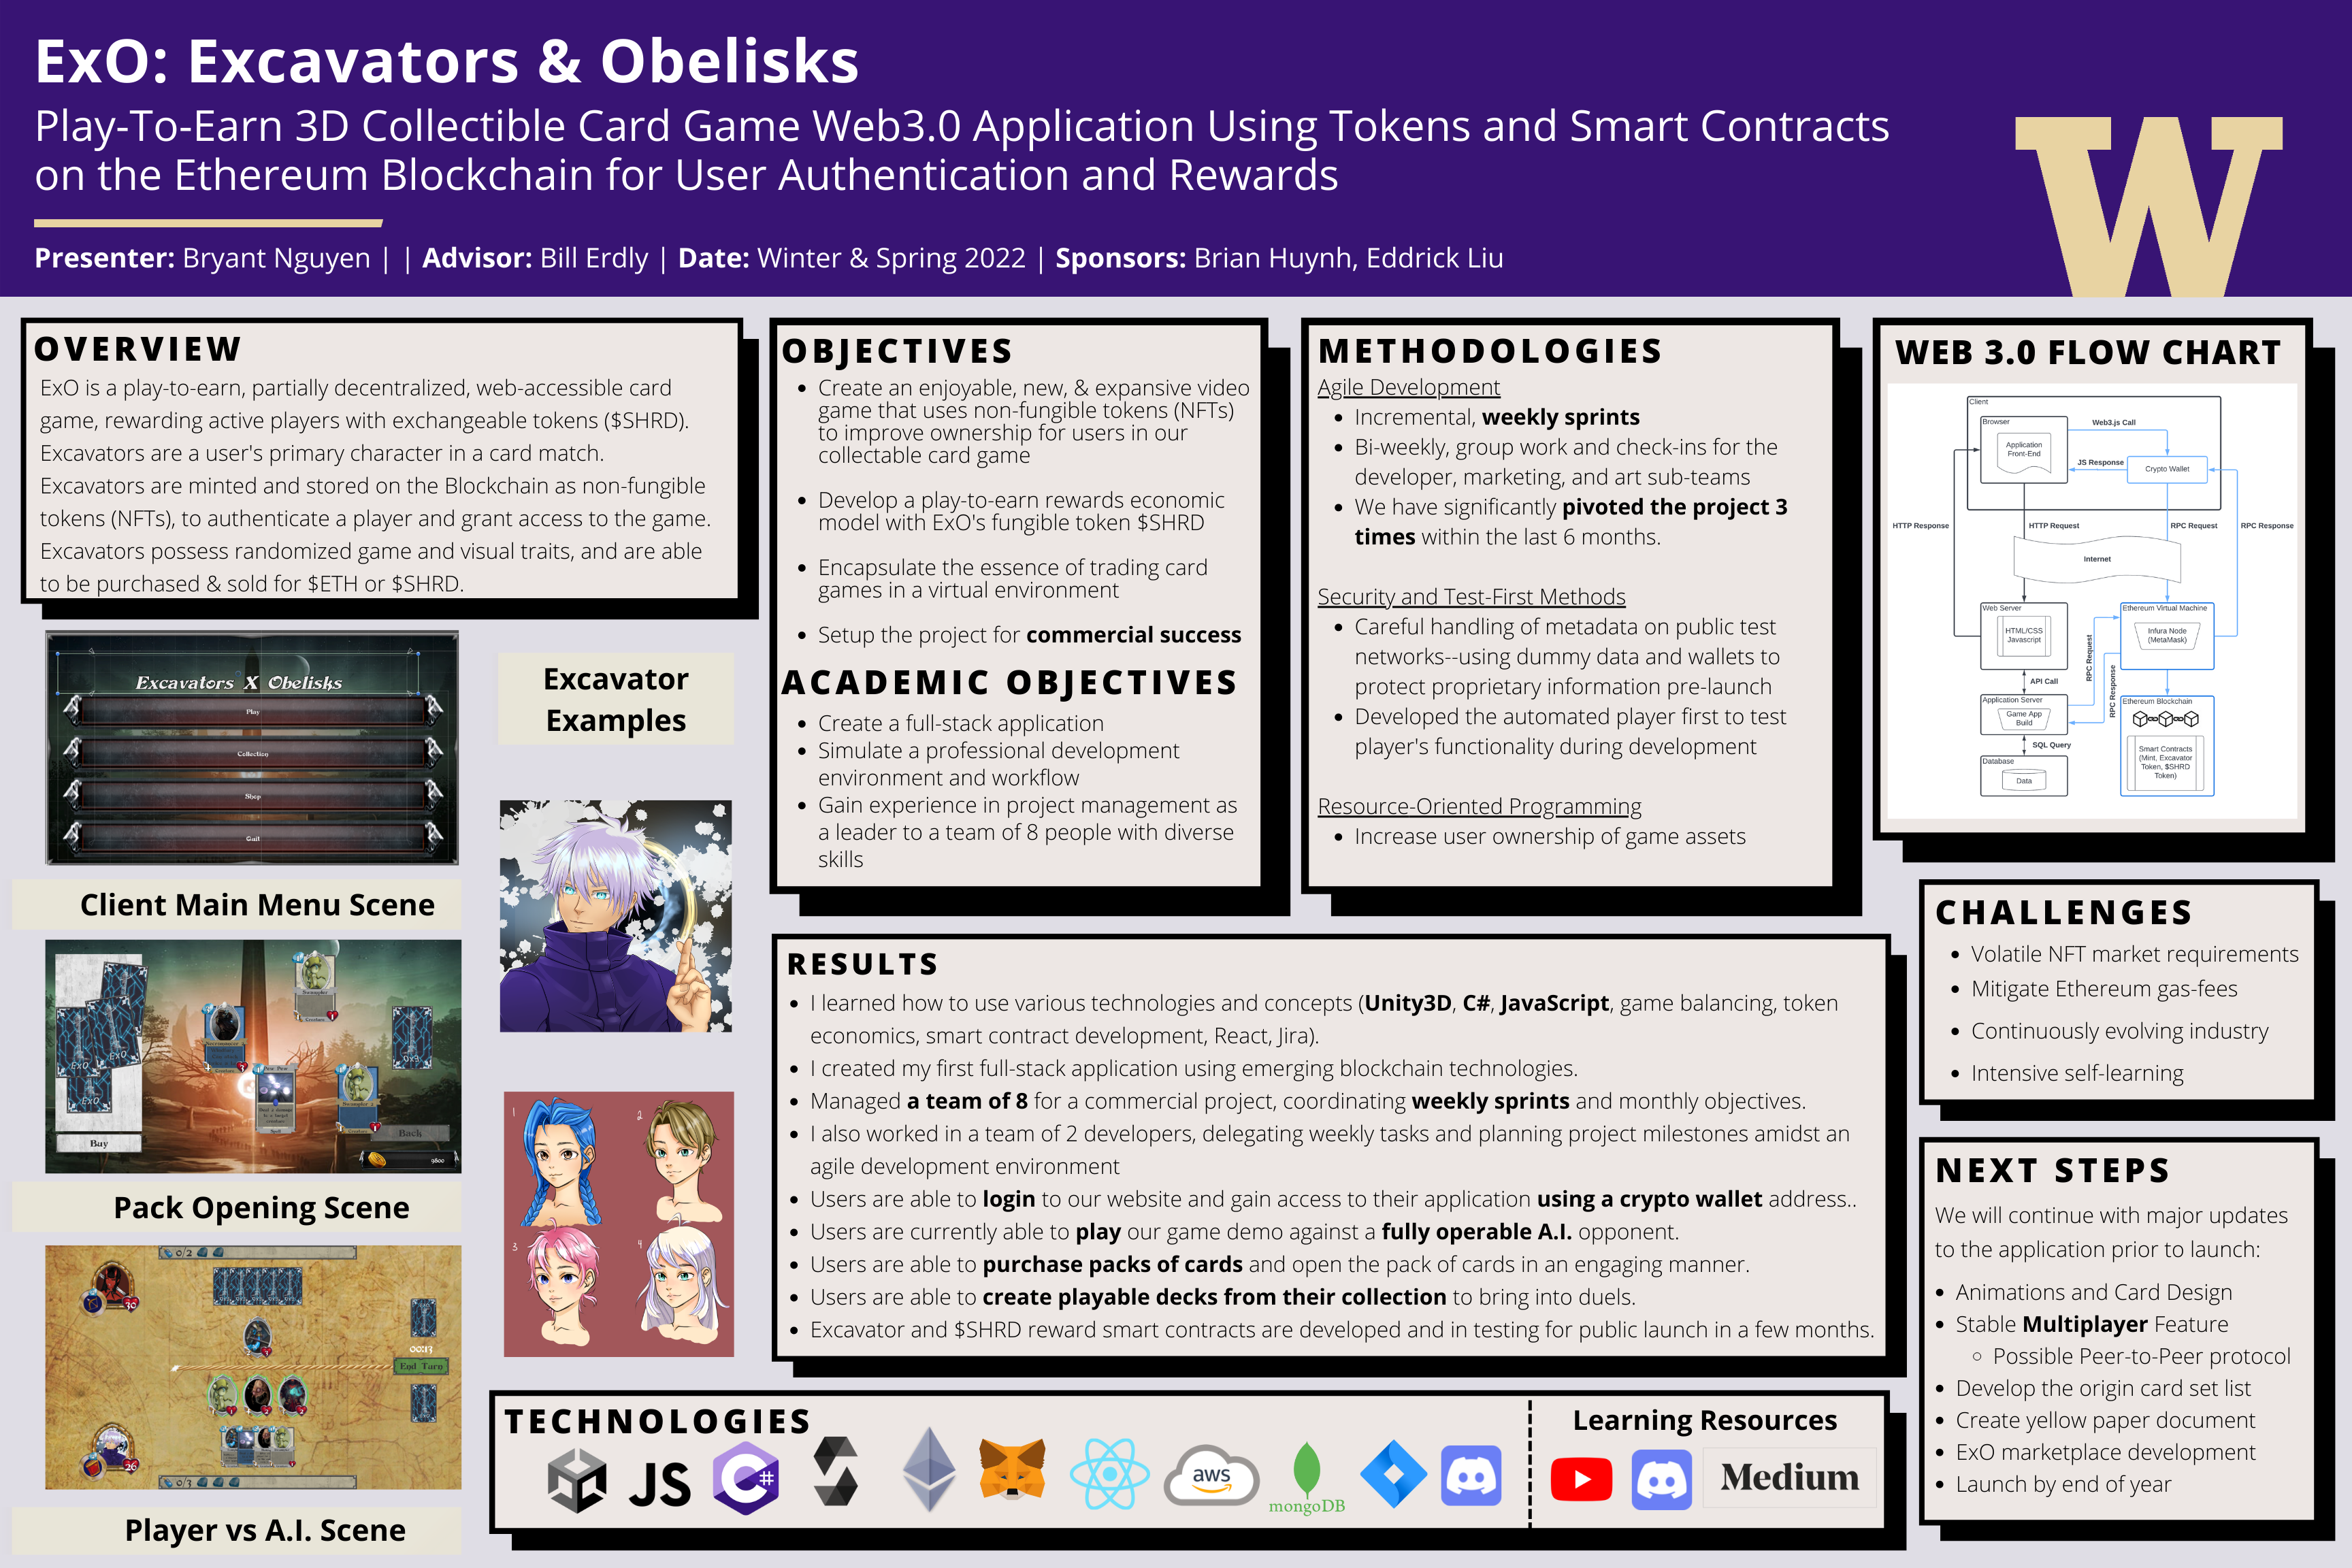 ExO: Excavators & Obelisks
Play-To-Earn 3D Collectible Card Game Web3.0 Application Using Tokens and Smart Contracts
on the Ethereum Blockchain for User Authentication and Rewards
Presenter: Bryant Nguyen | | Advisor: Bill Erdly | Date: Winter & Spring 2022 | Sponsors: Brian Huynh, Eddrick Liu
W
OVERVIEW
ExO is a play-to-earn, partially decentralized, web-accessible card
game, rewarding active players with exchangeable tokens ($SHRD).
Excavators are a user's primary character in a card match.
Excavators are minted and stored on the Blockchain as non-fungible
tokens (NFTs), to authenticate a player and grant access to the game.
Excavators possess randomized game and visual traits, and are able
to be purchased & sold for $ETH or $SHRD.
Excavators X Obelisks
Play
Collection
Shop
Client Main Menu Scene
ExO
ExO
ExO
Buy
Back
9800
Pack Opening Scene
0/2
30
00:13
End Turn
26
0/3
Player vs A.I. Scene
Excavator
Examples
1
2
3
4
OBJECTIVES
• Create an enjoyable, new, & expansive video
game that uses non-fungible tokens (NFTs)
to improve ownership for users in our
collectable card game
• Develop a play-to-earn rewards economic
model with ExO's fungible token $SHRD
• Encapsulate the essence of trading card
games in a virtual environment
• Setup the project for commercial success
ACADEMIC OBJECTIVES
• Create a full-stack application
• Simulate a professional development
environment and workflow
• Gain experience in project management as
a leader to a team of 8 people with diverse
skills
METHODOLOGIES
Agile Development
• Incremental, weekly sprints
• Bi-weekly, group work and check-ins for the
developer, marketing, and art sub-teams
• We have significantly pivoted the project 3
times within the last 6 months.
Security and Test-First Methods
• Careful handling of metadata on public test
networks--using dummy data and wallets to
protect proprietary information pre-launch
• Developed the automated player first to test
player's functionality during development
Resource-Oriented Programming
• Increase user ownership of game assets
WEB 3.0 FLOW CHART
Client
Browser
Application
Front-End
Web3.js Call
JS Response
Crypto Wallet
HTTP Response
HTTP Request
RPC Request
RPC Response
Internet
Web Server
HTML/CSS
Javascript
Ethereum Virtual Machine
Infura Node
(MetaMask)
RPC Request
RPC Response
API Call
Application Server
Game App
Build
SQL Query
Database
Data
Ethereum Blockchain
Smart Contracts
(Mint, Excavator
Token, $SHRD
Token)
RESULTS
• I learned how to use various technologies and concepts (Unity3D, C#, JavaScript, game balancing, token
economics, smart contract development, React, Jira).
• I created my first full-stack application using emerging blockchain technologies.
• Managed a team of 8 for a commercial project, coordinating weekly sprints and monthly objectives.
• I also worked in a team of 2 developers, delegating weekly tasks and planning project milestones amidst an
agile development environment
• Users are able to login to our website and gain access to their application using a crypto wallet address..
• Users are currently able to play our game demo against a fully operable A.I. opponent.
• Users are able to purchase packs of cards and open the pack of cards in an engaging manner.
• Users are able to create playable decks from their collection to bring into duels.
• Excavator and $SHRD reward smart contracts are developed and in testing for public launch in a few months.
CHALLENGES
• Volatile NFT market requirements
• Mitigate Ethereum gas-fees
• Continuously evolving industry
• Intensive self-learning
NEXT STEPS
We will continue with major updates
to the application prior to launch:
• Animations and Card Design
• Stable Multiplayer Feature
◦ Possible Peer-to-Peer protocol
• Develop the origin card set list
• Create yellow paper document
• ExO marketplace development
• Launch by end of year
TECHNOLOGIES
JS
C#
aws
mongoDB
Learning Resources
Medium